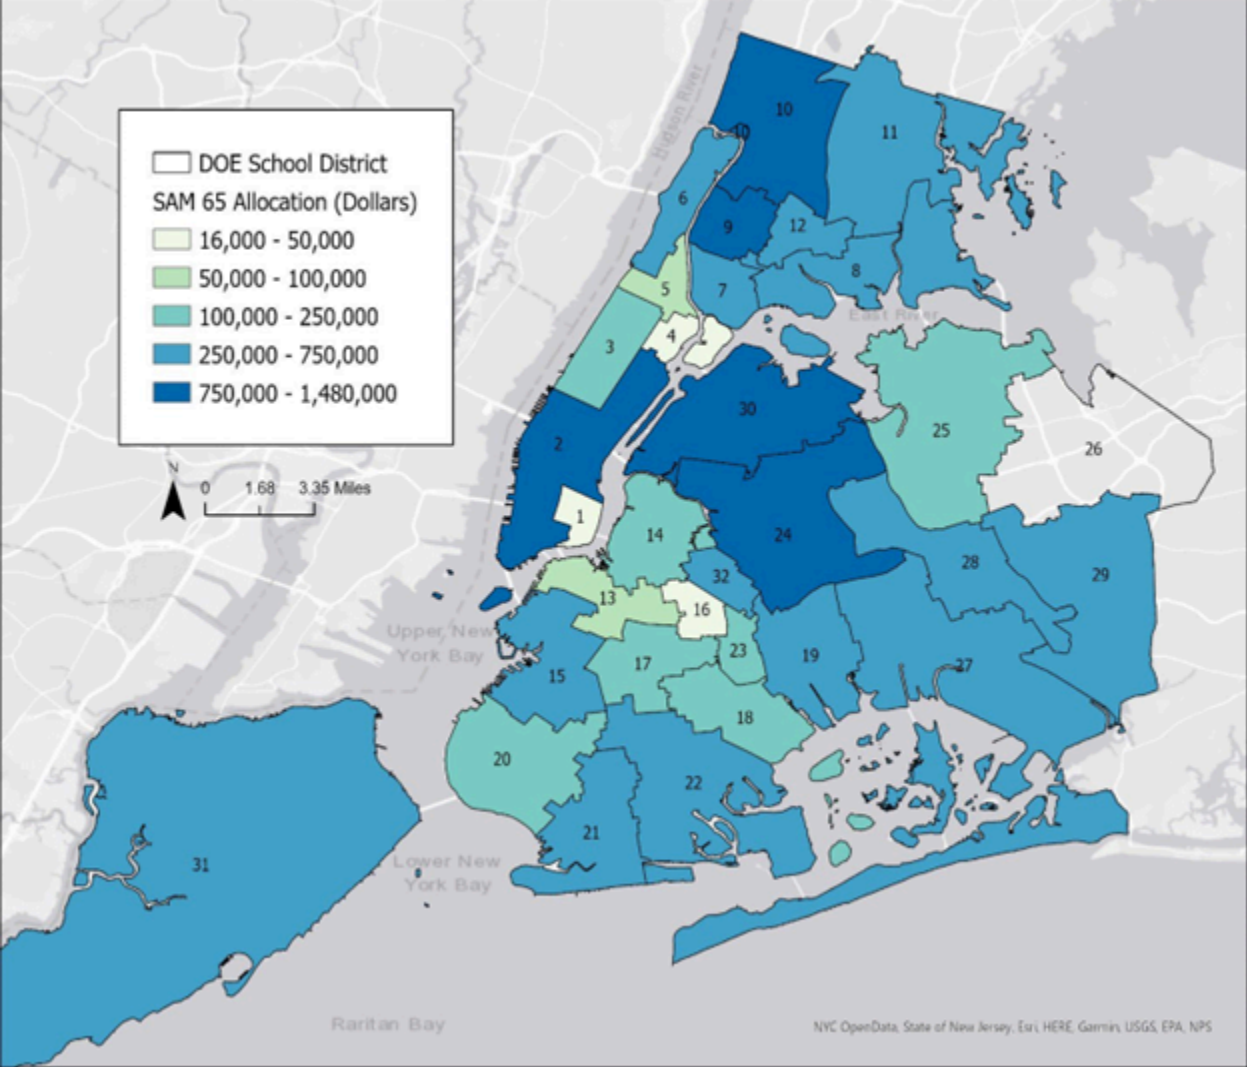 DOE School District
SAM 65 Allocation (Dollars)
16,000 - 50,000
50,000 - 100,000
100,000 - 250,000
250,000 - 750,000
750,000 - 1,480,000
N
0 1.68 3.35 Miles
Hudson River
10
10
11
6
9
12
8
7
5
East River
4
3
30
2
25
26
1
14
24
32
28
29
13
16
Upper New
York Bay
23
17
19
27
15
18
20
22
21
31
Lower New
York Bay
Raritan Bay
NYC OpenData, State of New Jersey, Esri, HERE, Garmin, USGS, EPA, NPS